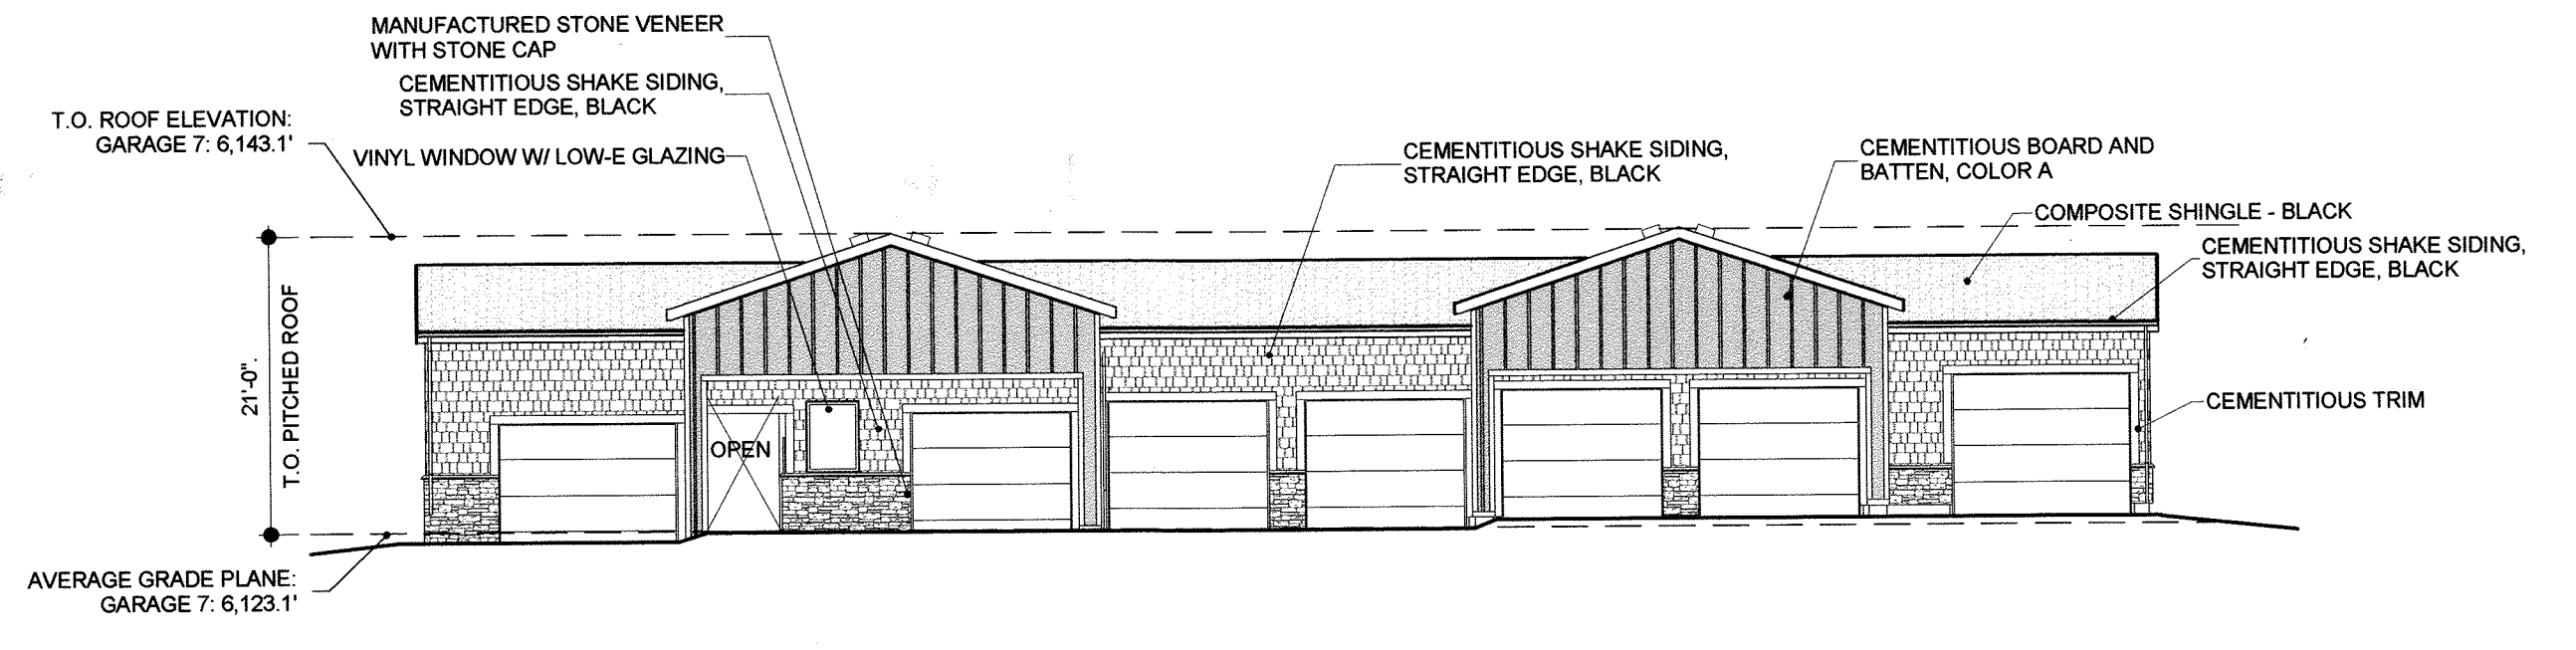 MANUFACTURED STONE VENEER
WITH STONE CAP
CEMENTITIOUS SHAKE SIDING,
STRAIGHT EDGE, BLACK
T.O. ROOF ELEVATION:
GARAGE 7: 6,143.1'
VINYL WINDOW W/ LOW-E GLAZING
CEMENTITIOUS SHAKE SIDING,
STRAIGHT EDGE, BLACK
CEMENTITIOUS BOARD AND
BATTEN, COLOR A
COMPOSITE SHINGLE - BLACK
CEMENTITIOUS SHAKE SIDING,
STRAIGHT EDGE, BLACK
21'-0".
T.O. PITCHED ROOF
CEMENTITIOUS TRIM
OPEN
AVERAGE GRADE PLANE:
GARAGE 7: 6,123.1'